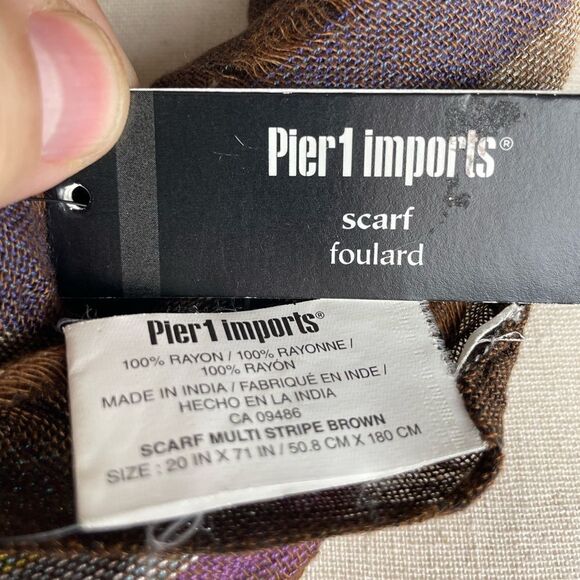 Pier1 imports®
scarf
foulard
Pier1 imports®
100% RAYON / 100% RAYONNE /
100% RAYÓN
MADE IN INDIA / FABRIQUÉ EN INDE /
HECHO EN LA INDIA
CA 09486
SCARF MULTI STRIPE BROWN
SIZE : 20 IN X 71 IN / 50.8 CM X 180 CM